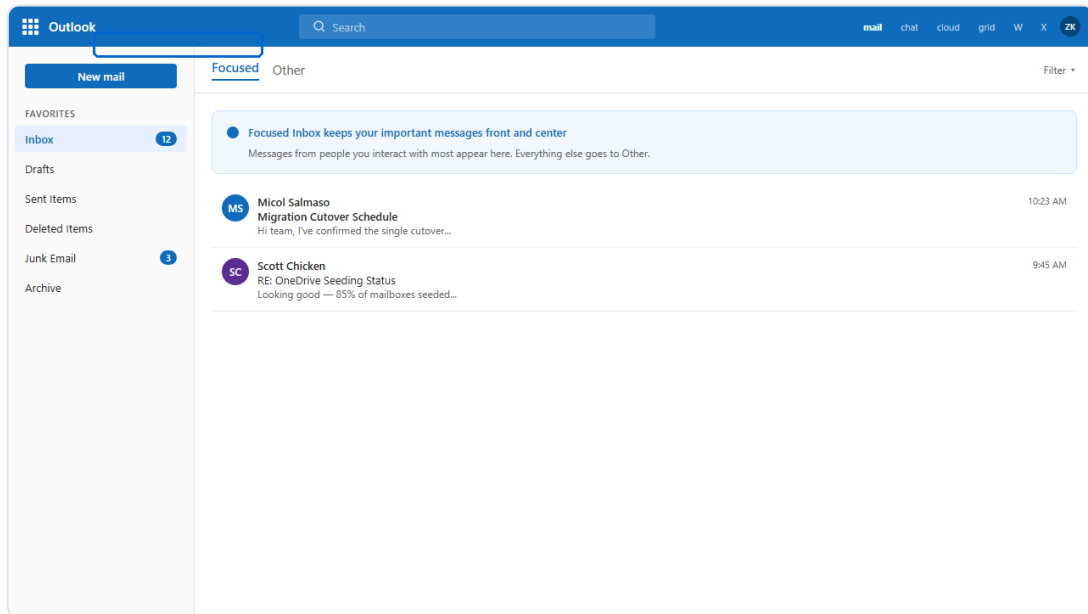 Outlook
Search
mail chat cloud grid W X ZK
New mail
FAVORITES
Inbox 12
Drafts
Sent Items
Deleted Items
Junk Email 3
Archive
Focused Other
Filter
Focused Inbox keeps your important messages front and center
Messages from people you interact with most appear here. Everything else goes to Other.
MS
Micol Salmaso 10:23 AM
Migration Cutover Schedule
Hi team, I've confirmed the single cutover...
SC
Scott Chicken 9:45 AM
RE: OneDrive Seeding Status
Looking good — 85% of mailboxes seeded...